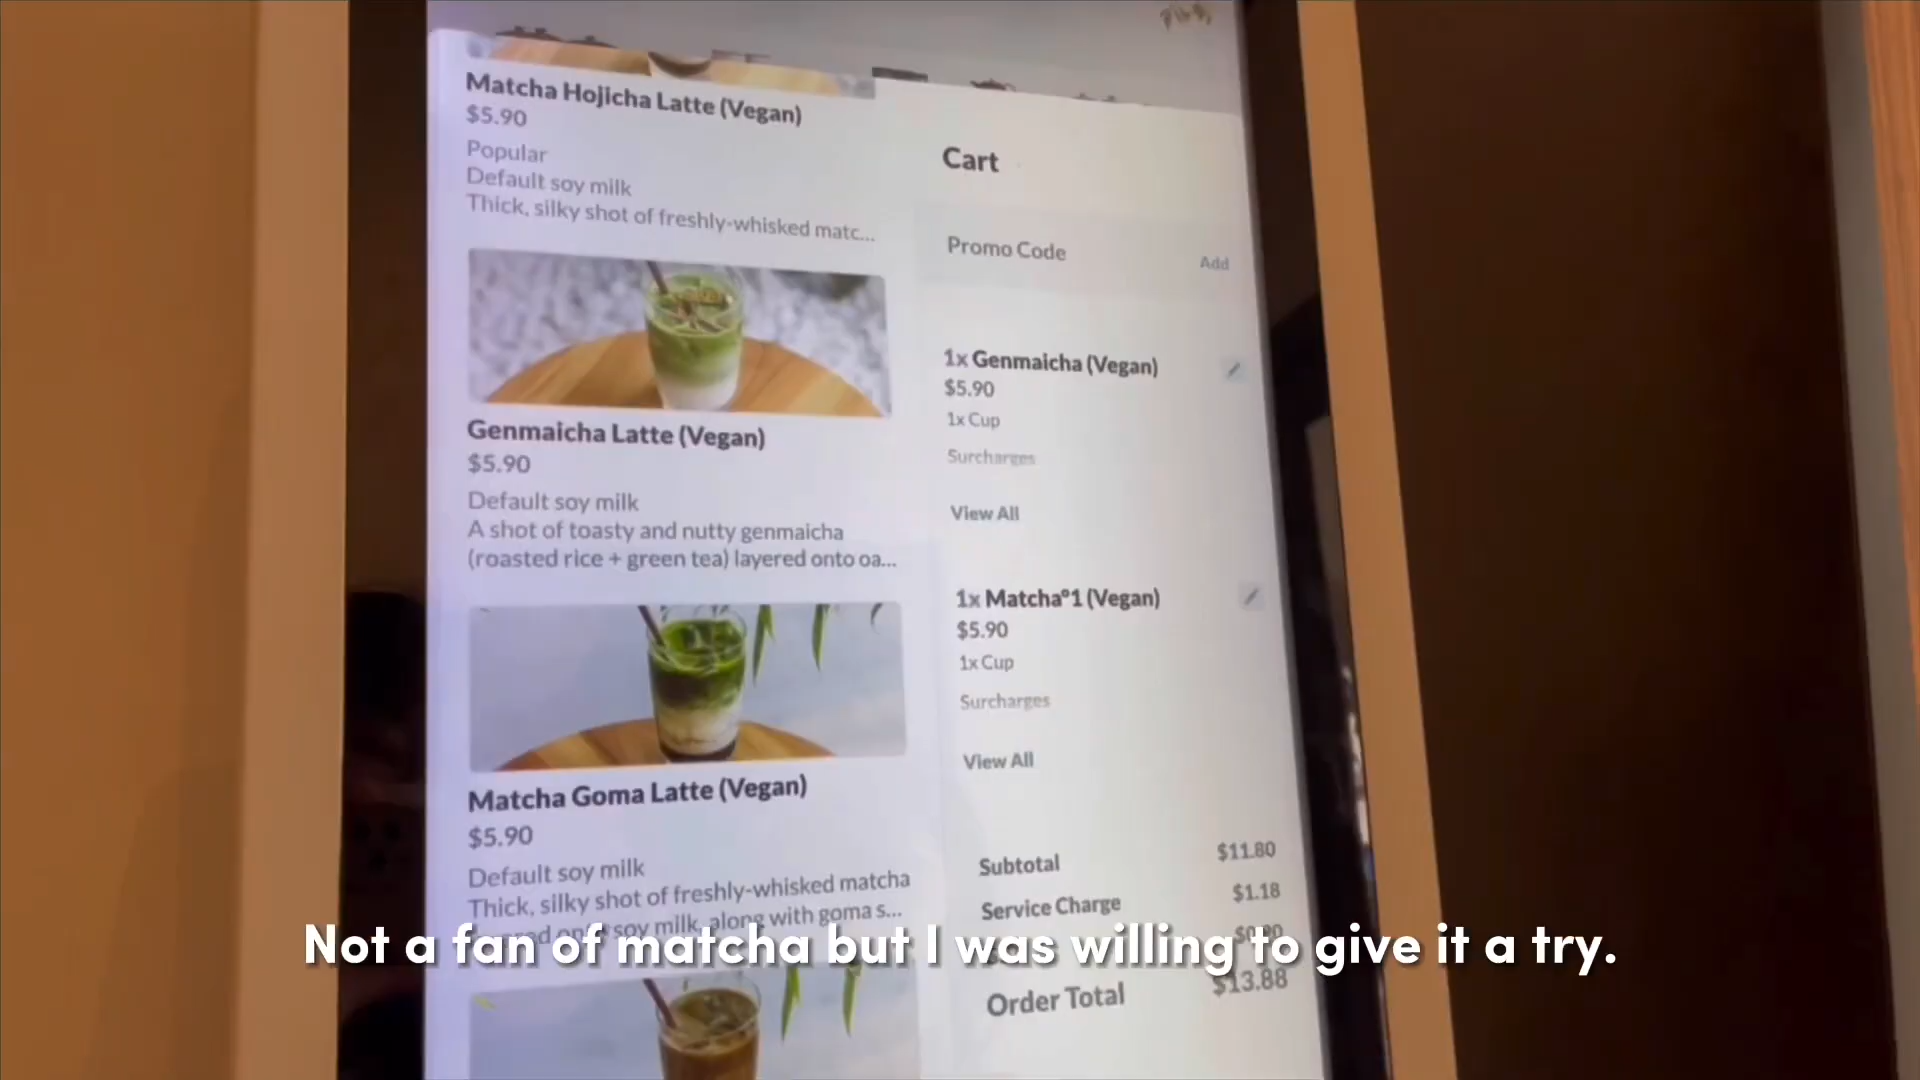 Matcha Hojicha Latte (Vegan)
$5.90
Popular
Default soy milk
Thick, silky shot of freshly-whisked matc...
Genmaicha Latte (Vegan)
$5.90
Default soy milk
A shot of toasty and nutty genmaicha
(roasted rice + green tea) layered onto oa...
Matcha Goma Latte (Vegan)
$5.90
Default soy milk
Thick, silky shot of freshly-whisked matcha
soy milk, along with goma s...
Cart
Promo Code
Add
1x Genmaicha (Vegan)
$5.90
1x Cup
Surcharges
View All
1x Matcha°1 (Vegan)
$5.90
1x Cup
Surcharges
View All
Subtotal
$11.80
Service Charge
$1.18
Order Total
$13.88
Not a fan of matcha but I was willing to give it a try.